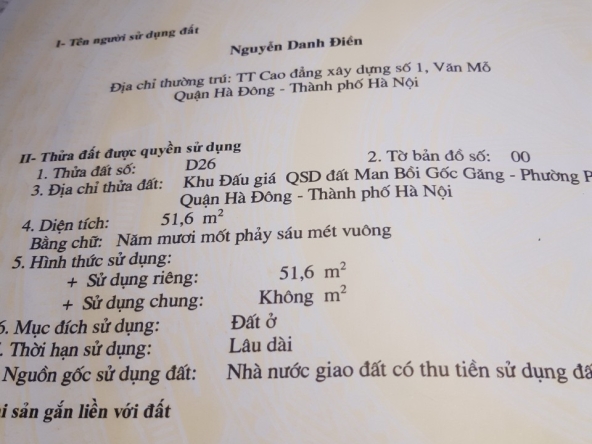 I- Tên người sử dụng đất
Nguyễn Danh Điền
Địa chỉ thường trú: TT Cao đẳng xây dựng số 1, Văn Mỗ
Quận Hà Đông - Thành phố Hà Nội
II- Thửa đất được quyền sử dụng
1. Thửa đất số: D26 2. Tờ bản đồ số: 00
3. Địa chỉ thửa đất: Khu Đấu giá QSD đất Man Bồi Gốc Găng - Phường P
Quận Hà Đông - Thành phố Hà Nội
4. Diện tích: 51,6 m²
Bằng chữ: Năm mươi mốt phảy sáu mét vuông
5. Hình thức sử dụng:
+ Sử dụng riêng: 51,6 m²
+ Sử dụng chung: Không m²
6. Mục đích sử dụng: Đất ở
. Thời hạn sử dụng: Lâu dài
Nguồn gốc sử dụng đất: Nhà nước giao đất có thu tiền sử dụng đấ
i sản gắn liền với đất